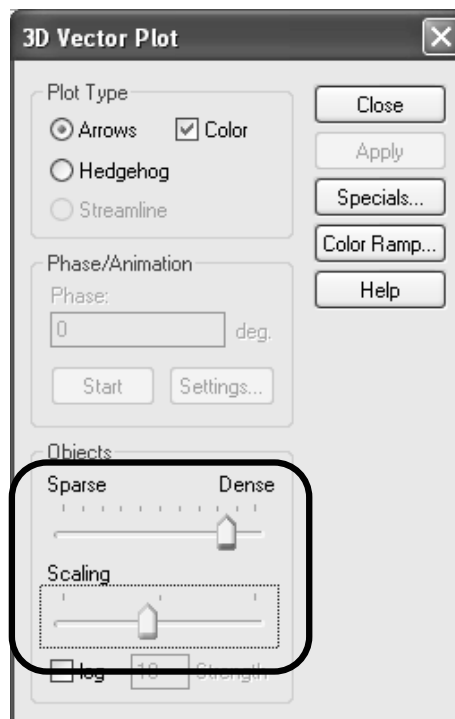 3D Vector Plot
Plot Type
Arrows Color
Hedgehog
Streamline
Close
Apply
Specials...
Color Ramp...
Help
Phase/Animation
Phase:
0 deg.
Start Settings...
Objects
Sparse Dense
Scaling
log 10 Strength